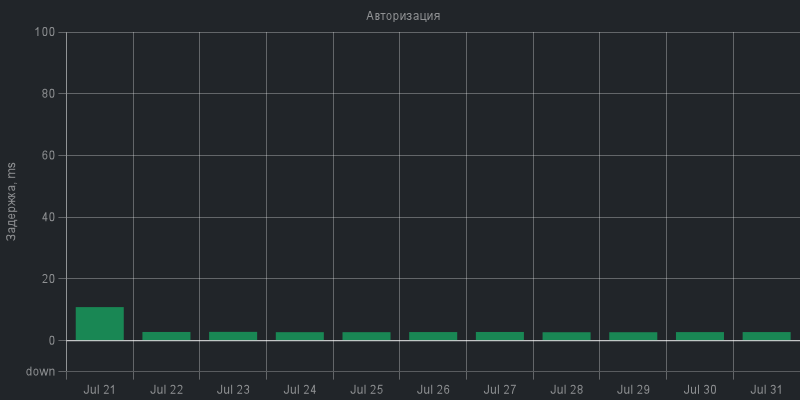 Авторизация
Задержка, ms
100
80
60
40
20
0
down
Jul 21
Jul 22
Jul 23
Jul 24
Jul 25
Jul 26
Jul 27
Jul 28
Jul 29
Jul 30
Jul 31